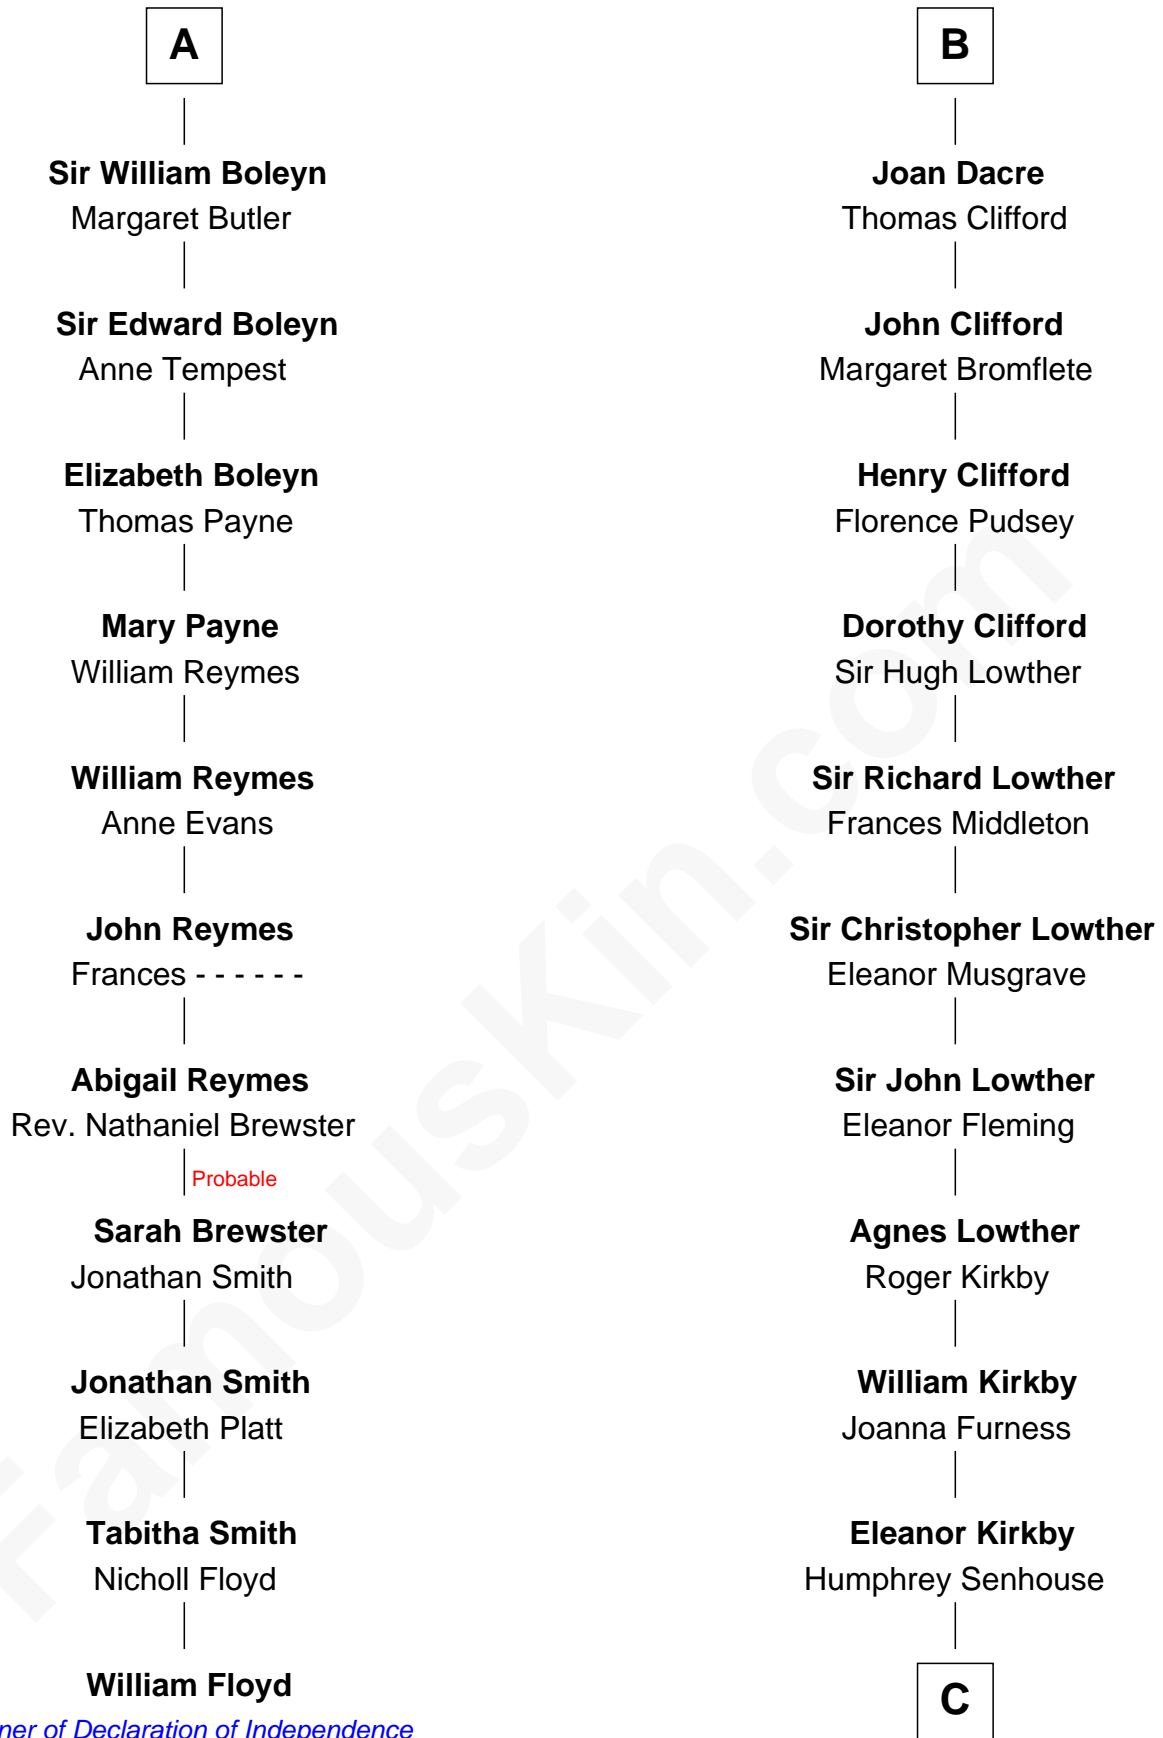 A
Sir William Boleyn
Margaret Butler
Sir Edward Boleyn
Anne Tempest
Elizabeth Boleyn
Thomas Payne
Mary Payne
William Reymes
William Reymes
Anne Evans
John Reymes
Frances - - - - - -
Abigail Reymes
Rev. Nathaniel Brewster
Probable
Sarah Brewster
Jonathan Smith
Jonathan Smith
Elizabeth Platt
Tabitha Smith
Nicholl Floyd
William Floyd
ner of Declaration of Independence
B
Joan Dacre
Thomas Clifford
John Clifford
Margaret Bromflete
Henry Clifford
Florence Pudsey
Dorothy Clifford
Sir Hugh Lowther
Sir Richard Lowther
Frances Middleton
Sir Christopher Lowther
Eleanor Musgrave
Sir John Lowther
Eleanor Fleming
Agnes Lowther
Roger Kirkby
William Kirkby
Joanna Furness
Eleanor Kirkby
Humphrey Senhouse
C
FamousKin.com